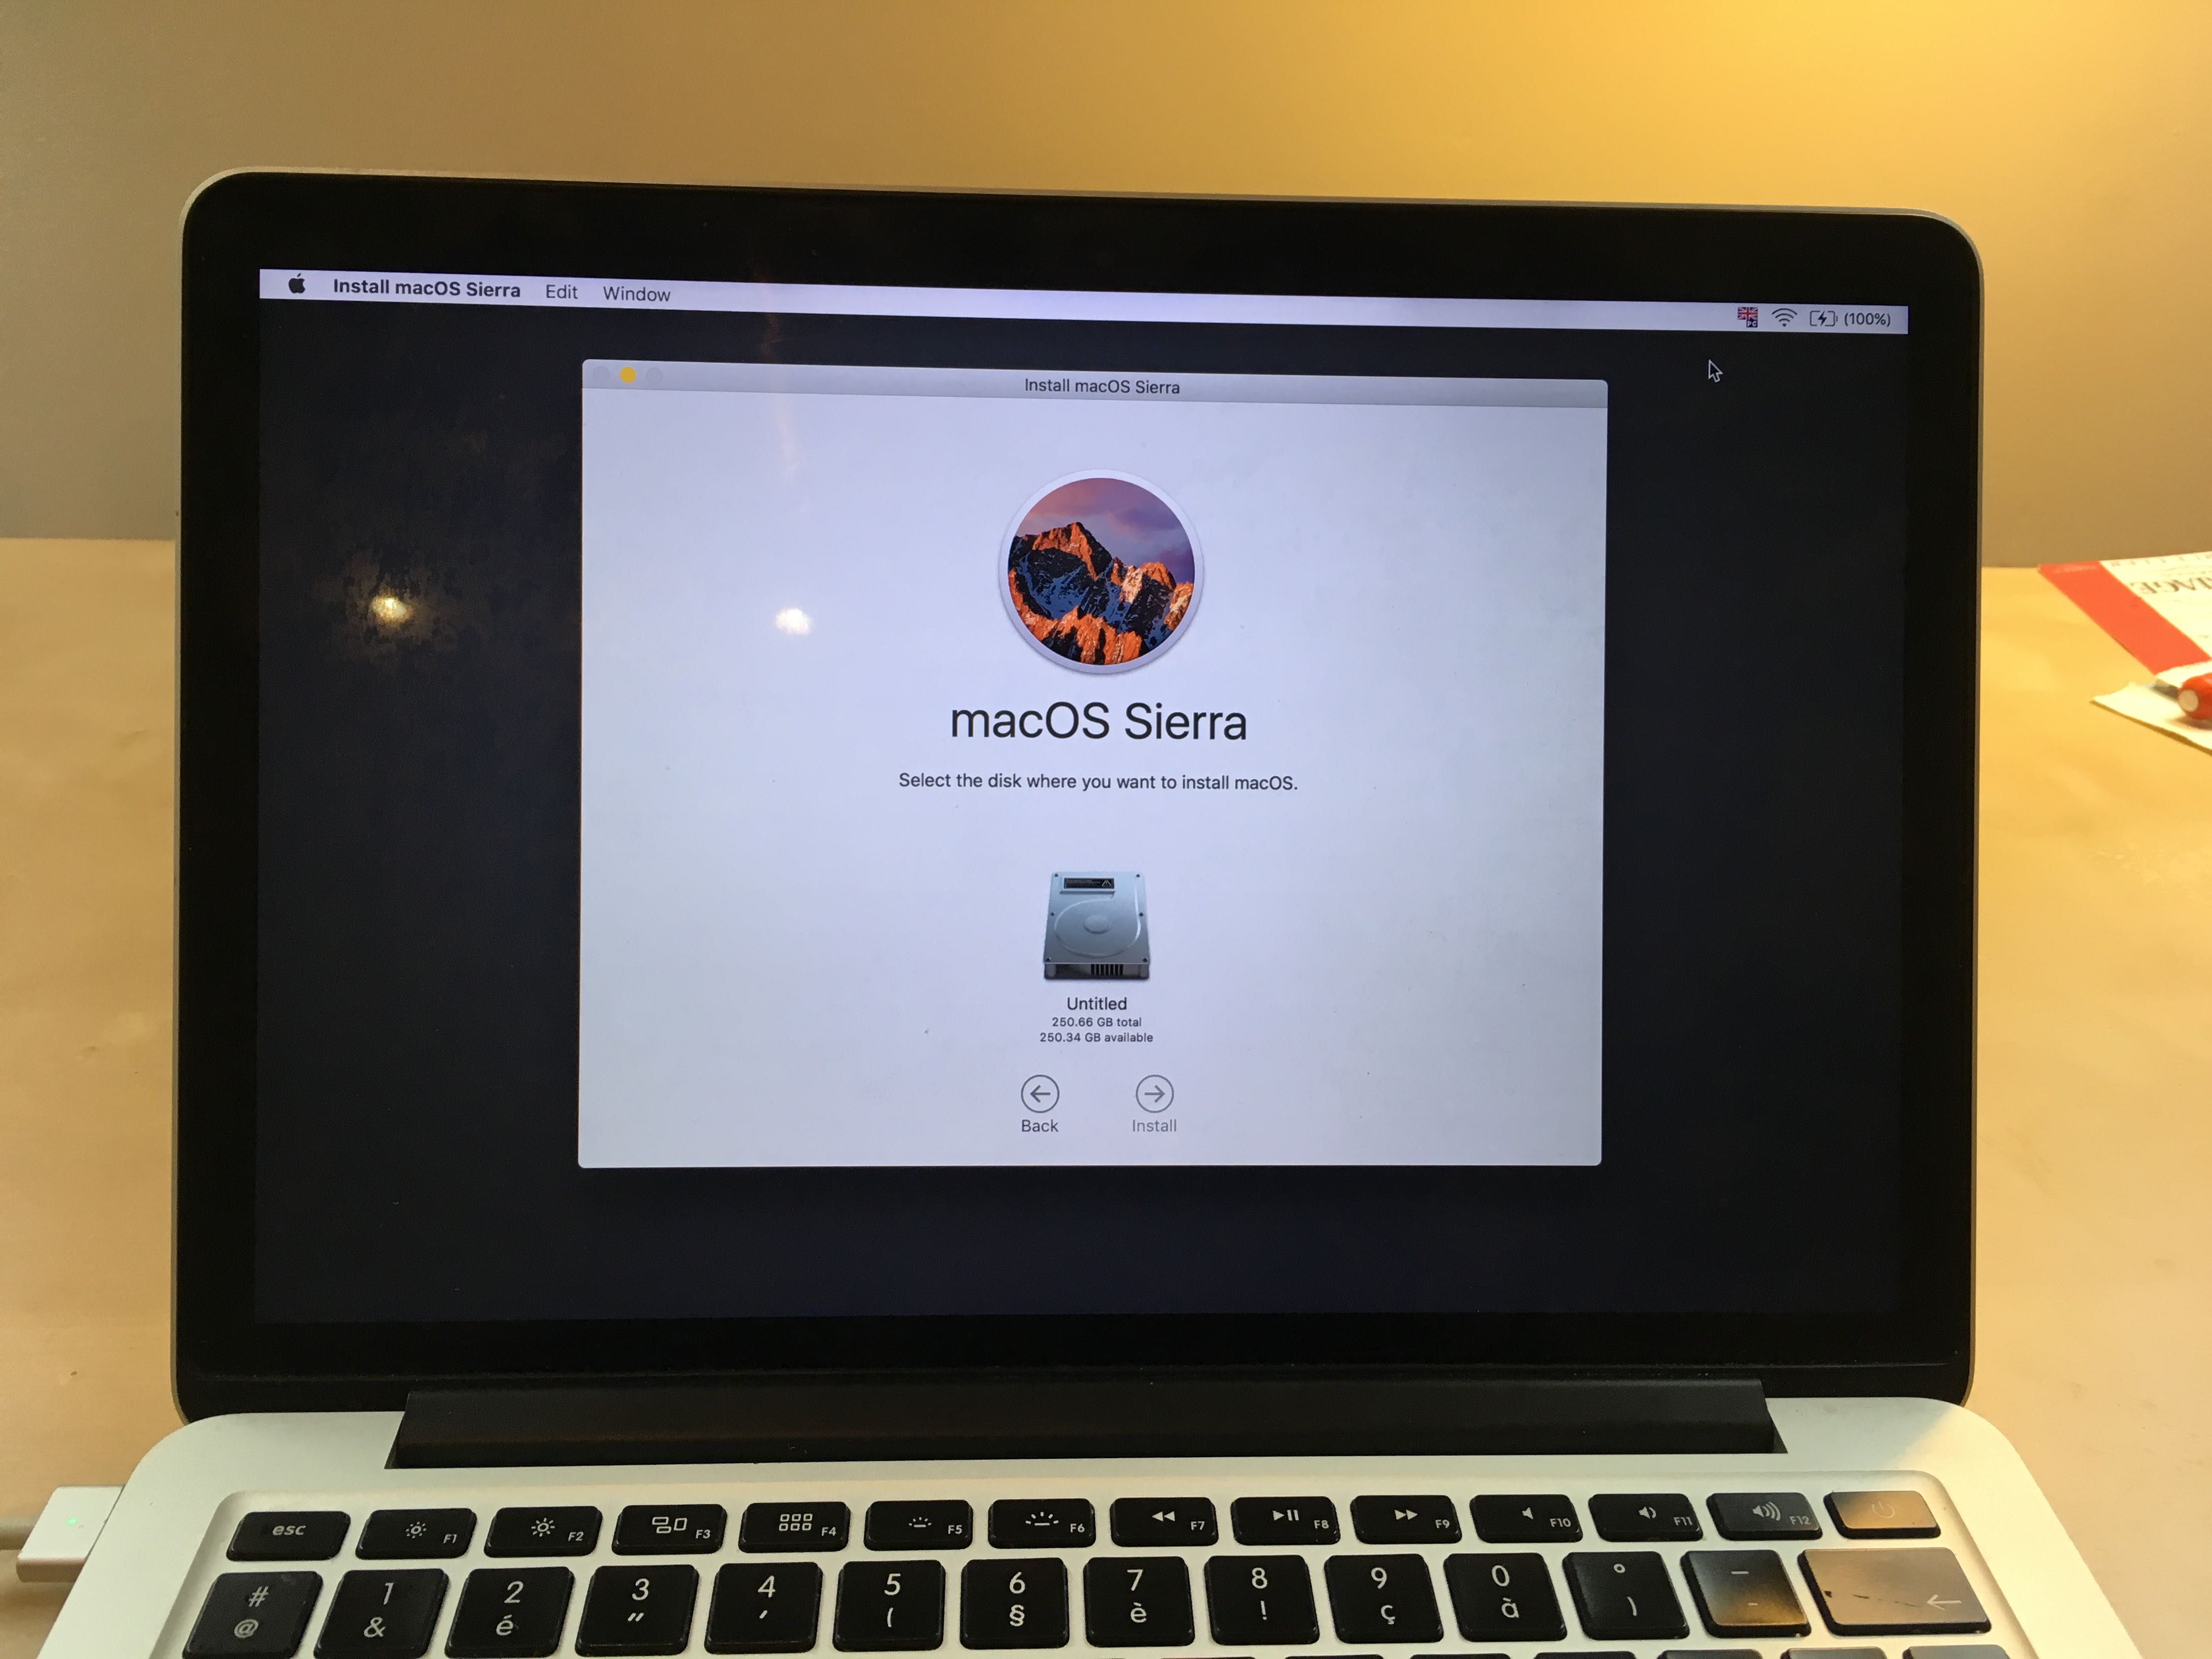 Install macOS Sierra Edit Window (100%)
Install macOS Sierra
macOS Sierra
Select the disk where you want to install macOS.
Untitled
250.66 GB total
250.34 GB available
Back Install
esc F1 F2 F3 F4 F5 F6 F7 F8 F9 F10 F11 F12
# 1 2 3 4 5 6 7 8 9 0 °
@ & é " ' ( § è ! ç à ) -